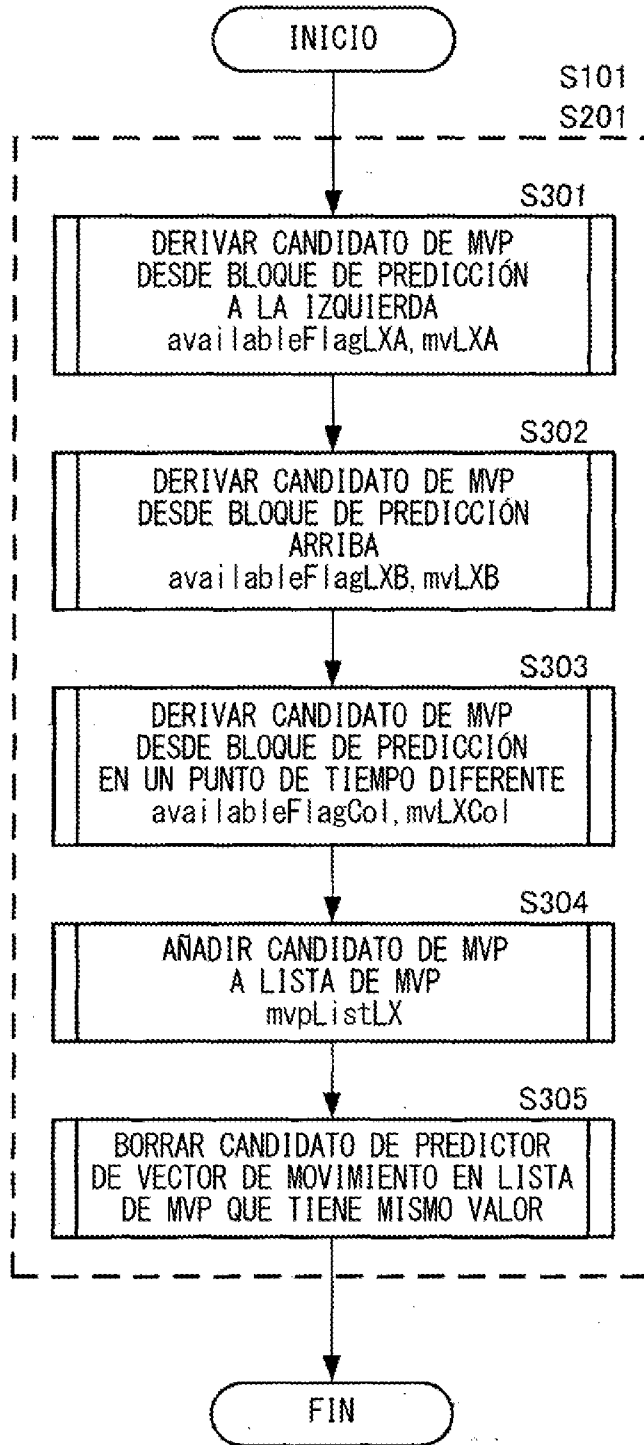 INICIO
S101
S201
S301
DERIVAR CANDIDATO DE MVP
DESDE BLOQUE DE PREDICCIÓN
A LA IZQUIERDA
availableFlagLXA, mvLXA
S302
DERIVAR CANDIDATO DE MVP
DESDE BLOQUE DE PREDICCIÓN
ARRIBA
availableFlagLXB, mvLXB
S303
DERIVAR CANDIDATO DE MVP
DESDE BLOQUE DE PREDICCIÓN
EN UN PUNTO DE TIEMPO DIFERENTE
availableFlagCol, mvLXCol
S304
AÑADIR CANDIDATO DE MVP
A LISTA DE MVP
mvpListLX
S305
BORRAR CANDIDATO DE PREDICTOR
DE VECTOR DE MOVIMIENTO EN LISTA
DE MVP QUE TIENE MISMO VALOR
FIN